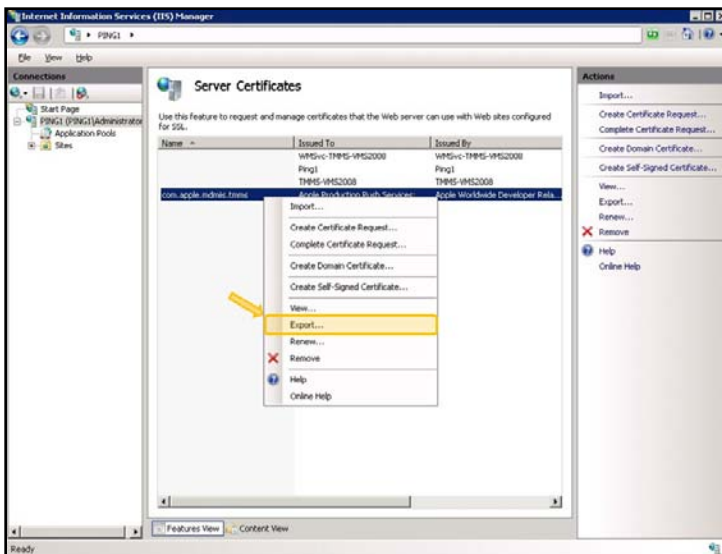 Internet Information Services (IIS) Manager
PING1
File View Help
Connections
Start Page
PING1 (PING1\Administrator
Application Pools
Sites
Server Certificates
Use this feature to request and manage certificates that the Web server can use with Web sites configured
for SSL.
Name Issued To Issued By
WMSvc-TMMS-VMS2008 WMSvc-TMMS-VMS2008
Ping1 Ping1
TMMS-VMS2008 TMMS-VMS2008
com.apple.mdmis.tmms Apple Production Push Services: Apple Worldwide Developer Rela...
Import...
Create Certificate Request...
Complete Certificate Request...
Create Domain Certificate...
Create Self-Signed Certificate...
View...
Export...
Renew...
Remove
Help
Online Help
Features View Content View
Actions
Import...
Create Certificate Request...
Complete Certificate Request...
Create Domain Certificate...
Create Self-Signed Certificate...
View...
Export...
Renew...
Remove
Help
Online Help
Ready